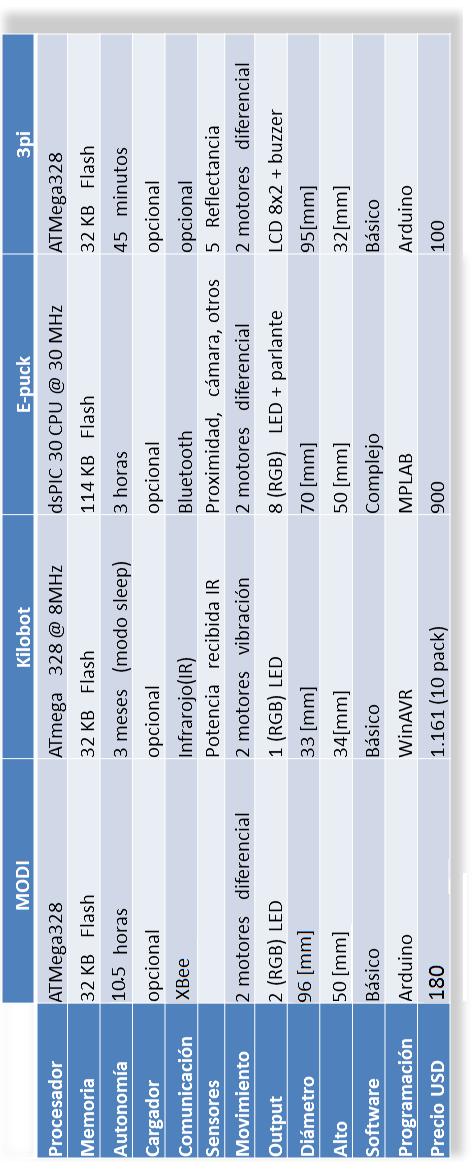 MODI Kilobot E-puck 3pi
Procesador ATMega328 ATmega 328 @ 8MHz dsPIC 30 CPU @ 30 MHz ATMega328
Memoria 32 KB Flash 32 KB Flash 114 KB Flash 32 KB Flash
Autonomía 10.5 horas 3 meses (modo sleep) 3 horas 45 minutos
Cargador opcional opcional opcional opcional
Comunicación XBee Infrarojo(IR) Bluetooth opcional
Sensores Potencia recibida IR Proximidad, cámara, otros 5 Reflectancia
Movimiento 2 motores diferencial 2 motores vibración 2 motores diferencial 2 motores diferencial
Output 2 (RGB) LED 1 (RGB) LED 8 (RGB) LED + parlante LCD 8x2 + buzzer
Diámetro 96 [mm] 33 [mm] 70 [mm] 95[mm]
Alto 50 [mm] 34[mm] 50 [mm] 32[mm]
Software Básico Básico Complejo Básico
Programación Arduino WinAVR MPLAB Arduino
Precio USD 180 1.161 (10 pack) 900 100